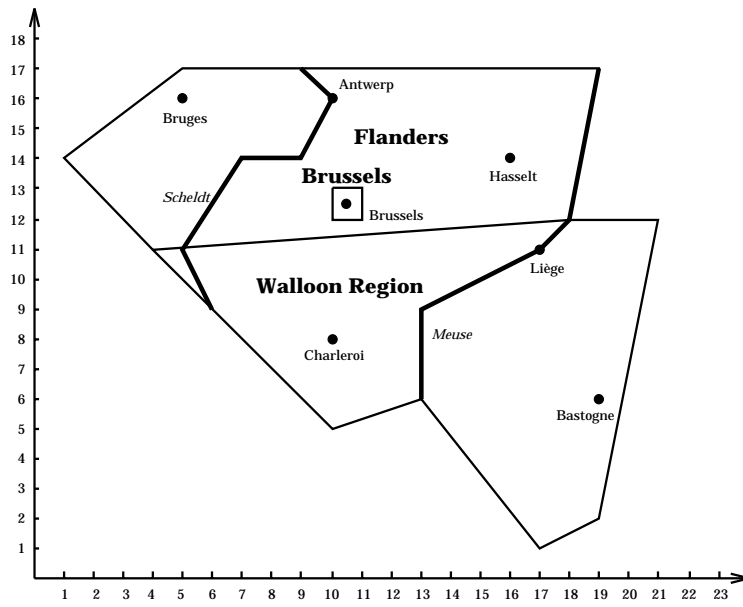 18
17
16
15
14
13
12
11
10
9
8
7
6
5
4
3
2
1
Antwerp
Bruges
Flanders
Hasselt
Brussels
Scheldt
Brussels
Liège
Walloon Region
Meuse
Charleroi
Bastogne
1 2 3 4 5 6 7 8 9 10 11 12 13 14 15 16 17 18 19 20 21 22 23